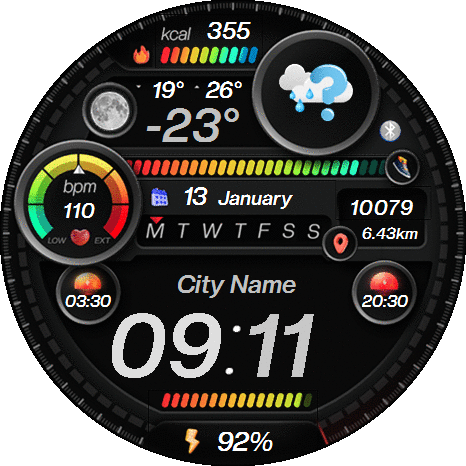 kcal 355
19° 26°
-23°
bpm
110
LOW EXT
13 January
M T W T F S S
10079
6.43km
03:30
20:30
City Name
09:11
92%